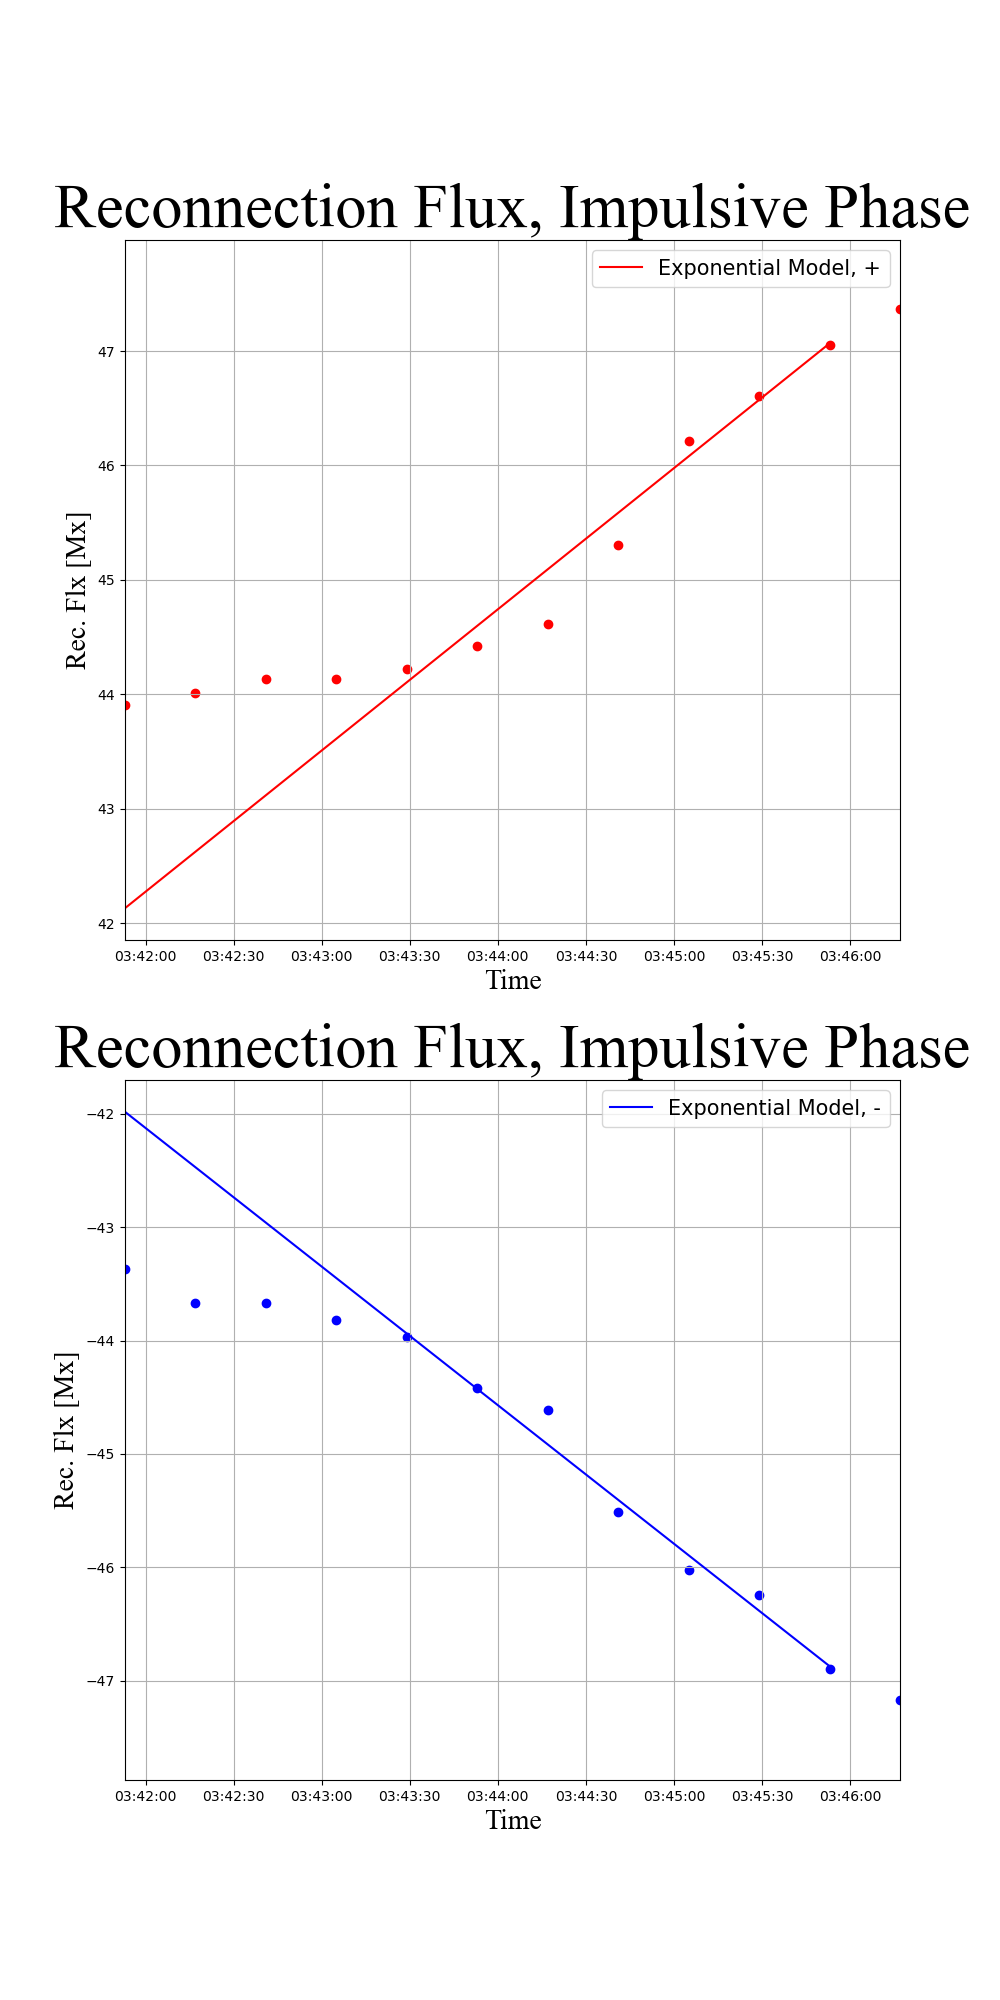 Reconnection Flux, Impulsive Phase
Exponential Model, +
47
46
45
44
43
42
Rec. Flx [Mx]
03:42:00 03:42:30 03:43:00 03:43:30 03:44:00 03:44:30 03:45:00 03:45:30 03:46:00
Time
Reconnection Flux, Impulsive Phase
Exponential Model, -
−42
−43
−44
−45
−46
−47
Rec. Flx [Mx]
03:42:00 03:42:30 03:43:00 03:43:30 03:44:00 03:44:30 03:45:00 03:45:30 03:46:00
Time